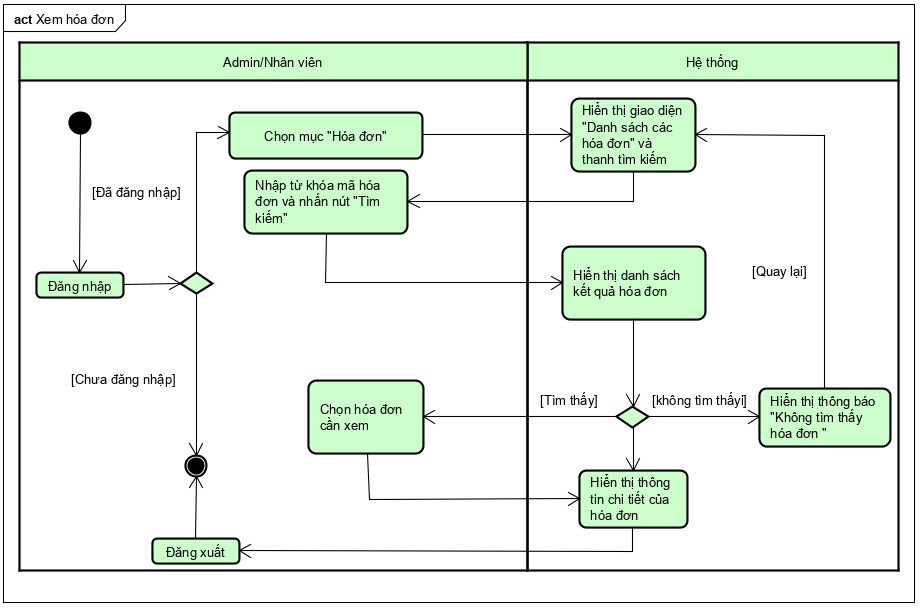 act Xem hóa đơn
Admin/Nhân viên
Hệ thống
Chọn mục "Hóa đơn"
Hiển thị giao diện
"Danh sách các
hóa đơn" và
thanh tìm kiếm
[Đã đăng nhập]
Nhập từ khóa mã hóa
đơn và nhấn nút "Tìm
kiếm"
Đăng nhập
Hiển thị danh sách
kết quả hóa đơn
[Quay lại]
[Chưa đăng nhập]
Chọn hóa đơn
cần xem
[Tìm thấy]
[không tìm thấyi]
Hiển thị thông báo
"Không tìm thấy
hóa đơn "
Hiển thị thông
tin chi tiết của
hóa đơn
Đăng xuất